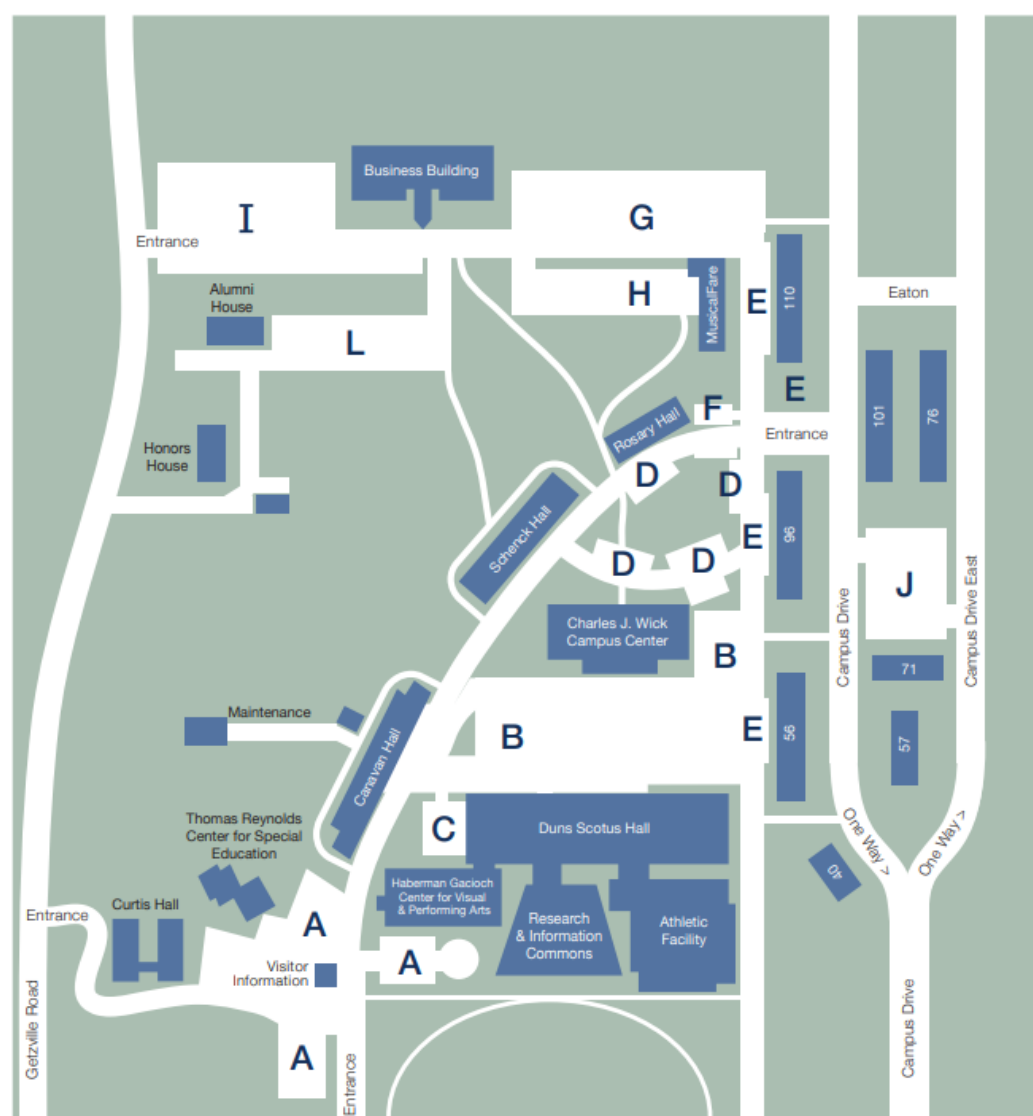 Business Building
I
G
Entrance
Alumni
House
H
MusicalFare
E
110
Eaton
L
E
F
Rosary Hall
Entrance
101
76
Honors
House
D
D
Schenck Hall
E
96
D
D
J
Campus Drive
Campus Drive East
Charles J. Wick
Campus Center
B
71
Maintenance
Canavan Hall
B
E
56
57
Thomas Reynolds
Center for Special
Education
C
Duns Scotus Hall
One Way >
One Way >
40
Haberman Gacioch
Center for Visual
& Performing Arts
Curtis Hall
Entrance
A
Research
& Information
Commons
Athletic
Facility
Visitor
Information
A
Getzville Road
A
Entrance
Campus Drive